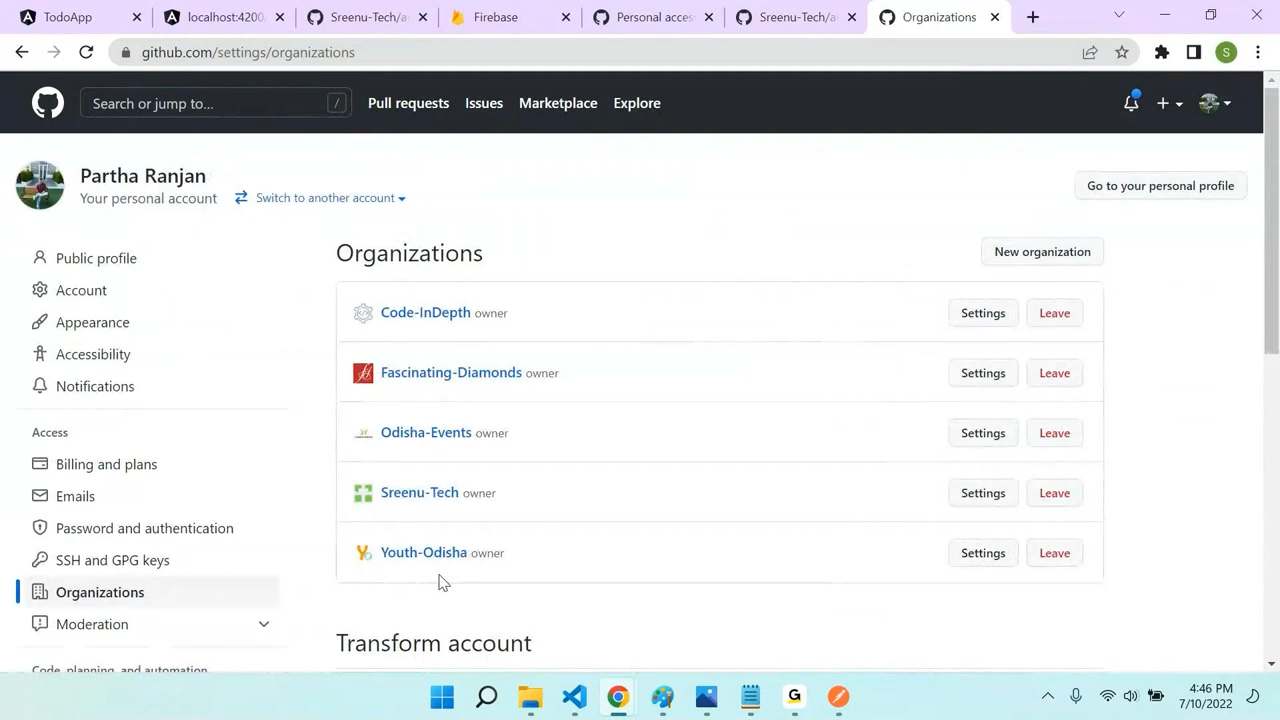 TodoApp
localhost:4200
Sreenu-Tech/a
Firebase
Personal acces
Sreenu-Tech/a
Organizations
github.com/settings/organizations
S
Search or jump to...
/
Pull requests
Issues
Marketplace
Explore
Partha Ranjan
Your personal account
Switch to another account
Go to your personal profile
Public profile
Account
Appearance
Accessibility
Notifications
Access
Billing and plans
Emails
Password and authentication
SSH and GPG keys
Organizations
Moderation
Code, planning, and automation
Organizations
New organization
Code-InDepth owner
Settings
Leave
Fascinating-Diamonds owner
Settings
Leave
Odisha-Events owner
Settings
Leave
Sreenu-Tech owner
Settings
Leave
Youth-Odisha owner
Settings
Leave
Transform account
G
4:46 PM
7/10/2022